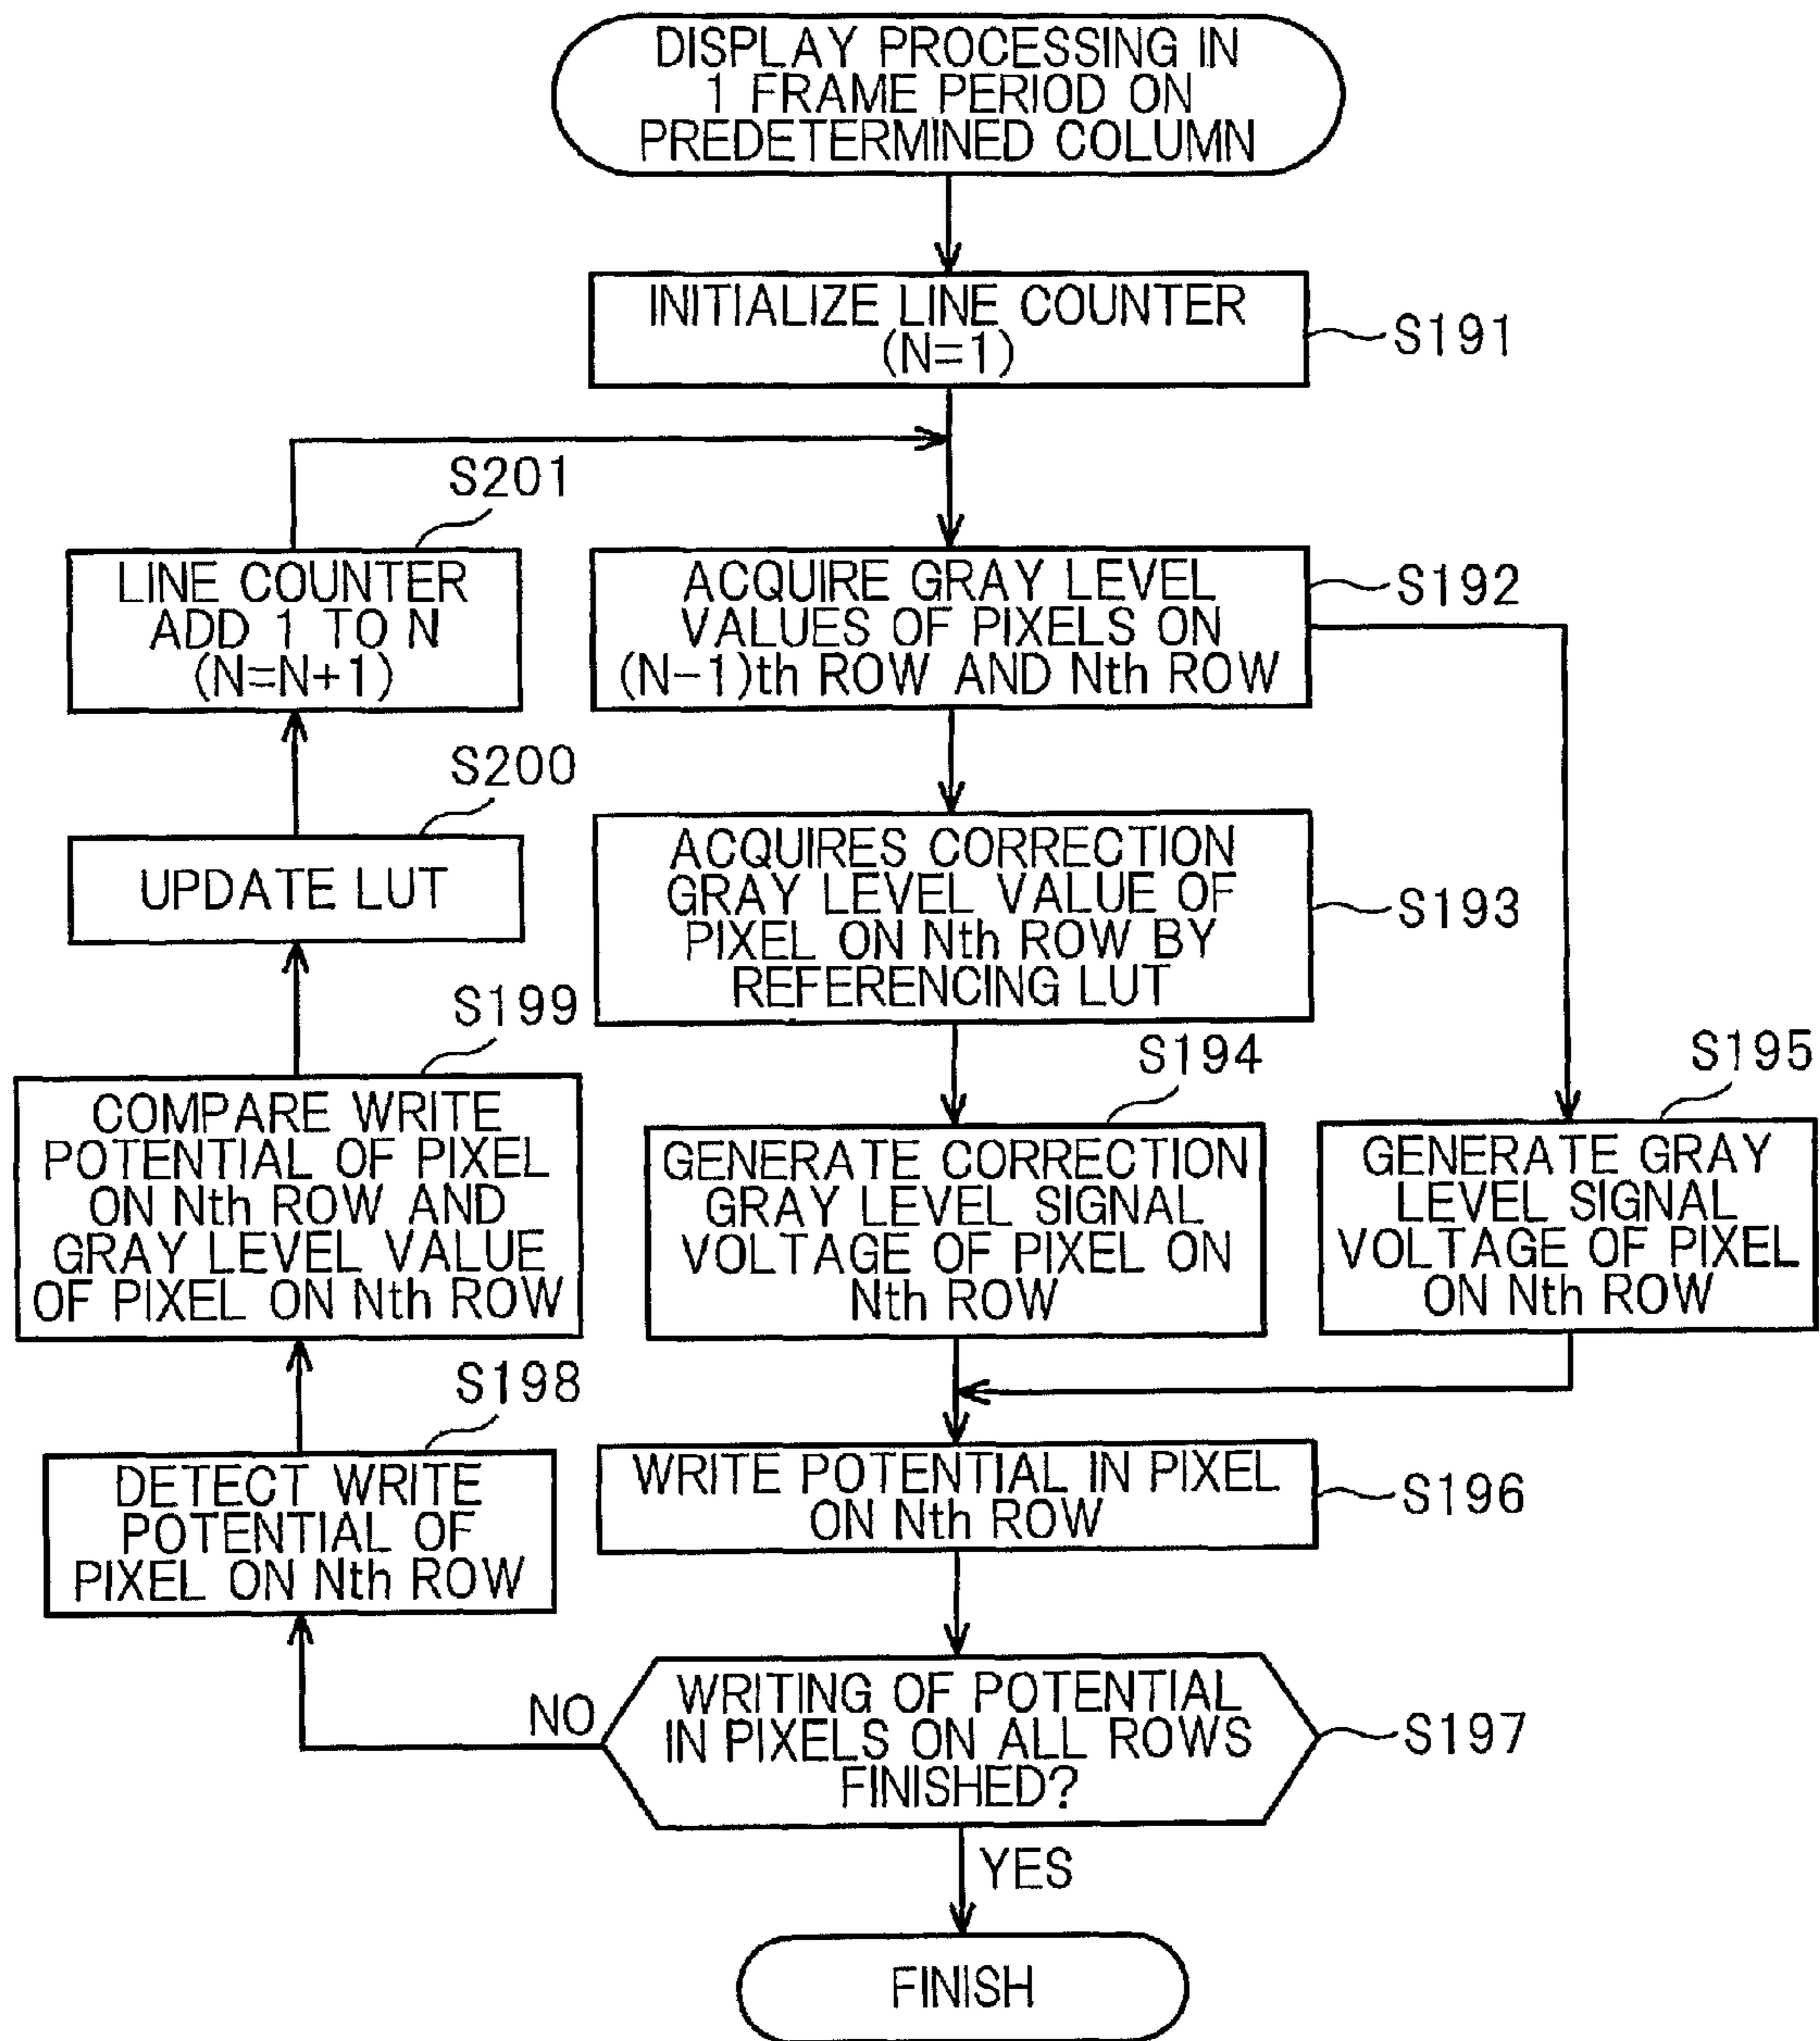 DISPLAY PROCESSING IN
1 FRAME PERIOD ON
PREDETERMINED COLUMN
INITIALIZE LINE COUNTER
(N=1)
S191
S201
LINE COUNTER
ADD 1 TO N
(N=N+1)
ACQUIRE GRAY LEVEL
VALUES OF PIXELS ON
(N-1)th ROW AND Nth ROW
S192
S200
UPDATE LUT
ACQUIRES CORRECTION
GRAY LEVEL VALUE OF
PIXEL ON Nth ROW BY
REFERENCING LUT
S193
S199
COMPARE WRITE
POTENTIAL OF PIXEL
ON Nth ROW AND
GRAY LEVEL VALUE
OF PIXEL ON Nth ROW
S194
GENERATE CORRECTION
GRAY LEVEL SIGNAL
VOLTAGE OF PIXEL ON
Nth ROW
S195
GENERATE GRAY
LEVEL SIGNAL
VOLTAGE OF PIXEL
ON Nth ROW
S198
DETECT WRITE
POTENTIAL OF
PIXEL ON Nth ROW
WRITE POTENTIAL IN PIXEL
ON Nth ROW
S196
NO
WRITING OF POTENTIAL
IN PIXELS ON ALL ROWS
FINISHED?
S197
YES
FINISH